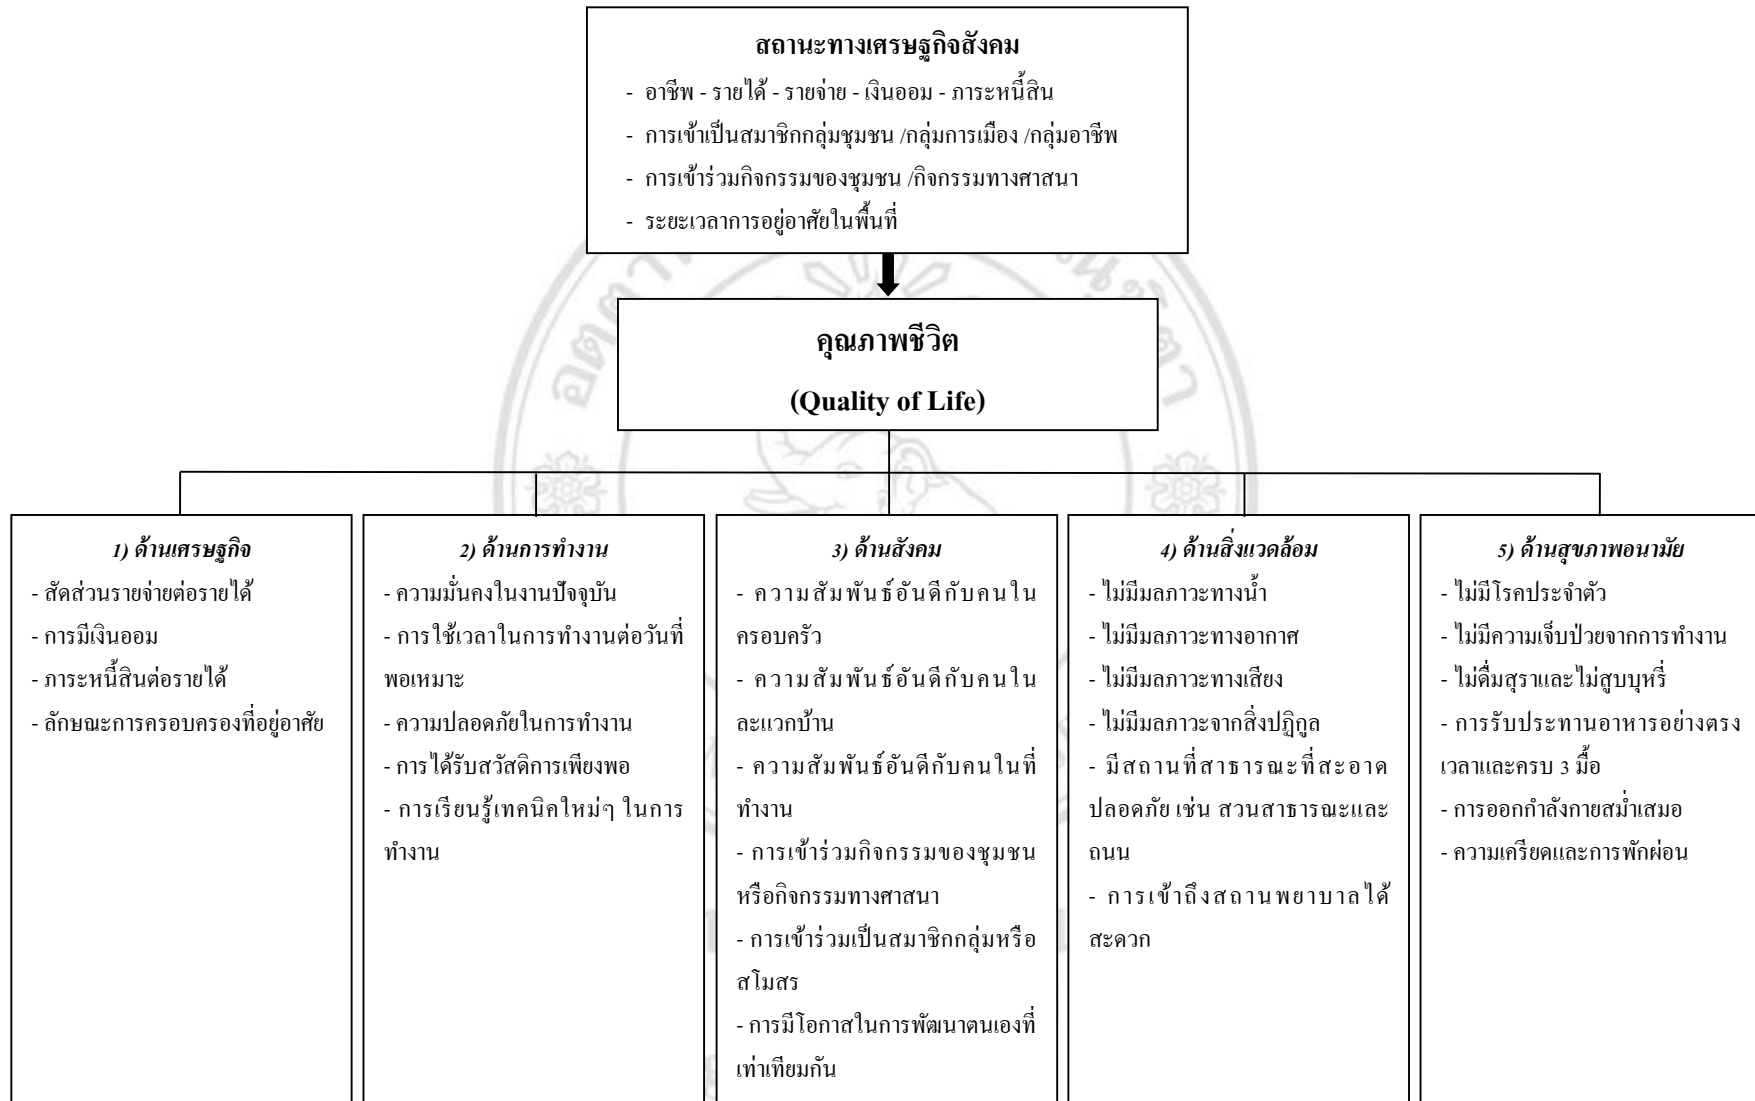 สถานะทางเศรษฐกิจสังคม
- อาชีพ - รายได้ - รายจ่าย - เงินออม - ภาระหนี้สิน
- การเข้าเป็นสมาชิกกลุ่มชุมชน /กลุ่มการเมือง /กลุ่มอาชีพ
- การเข้าร่วมกิจกรรมของชุมชน /กิจกรรมทางศาสนา
- ระยะเวลาการอยู่อาศัยในพื้นที่
คุณภาพชีวิต
(Quality of Life)
1) ด้านเศรษฐกิจ
- สัดส่วนรายจ่ายต่อรายได้
- การมีเงินออม
- ภาระหนี้สินต่อรายได้
- ลักษณะการครอบครองที่อยู่อาศัย
2) ด้านการทำงาน
- ความมั่นคงในงานปัจจุบัน
- การใช้เวลาในการทำงานต่อวันที่
พอเหมาะ
- ความปลอดภัยในการทำงาน
- การได้รับสวัสดิการเพียงพอ
- การเรียนรู้เทคนิคใหม่ๆ ในการ
ทำงาน
3) ด้านสังคม
- ความสัมพันธ์อันดีกับคนใน
ครอบครัว
- ความสัมพันธ์อันดีกับคนใน
ละแวกบ้าน
- ความสัมพันธ์อันดีกับคนในที่
ทำงาน
- การเข้าร่วมกิจกรรมของชุมชน
หรือกิจกรรมทางศาสนา
- การเข้าร่วมเป็นสมาชิกกลุ่มหรือ
สโมสร
- การมีโอกาสในการพัฒนาตนเองที่
เท่าเทียมกัน
4) ด้านสิ่งแวดล้อม
- ไม่มีมลภาวะทางน้ำ
- ไม่มีมลภาวะทางอากาศ
- ไม่มีมลภาวะทางเสียง
- ไม่มีมลภาวะจากสิ่งปฏิกูล
- มีสถานที่สาธารณะที่สะอาด
ปลอดภัย เช่น สวนสาธารณะและ
ถนน
- การเข้าถึงสถานพยาบาลได้
สะดวก
5) ด้านสุขภาพอนามัย
- ไม่มีโรคประจำตัว
- ไม่มีความเจ็บป่วยจากการทำงาน
- ไม่ดื่มสุราและไม่สูบบุหรี่
- การรับประทานอาหารอย่างตรง
เวลาและครบ 3 มื้อ
- การออกกำลังกายสม่ำเสมอ
- ความเครียดและการพักผ่อน